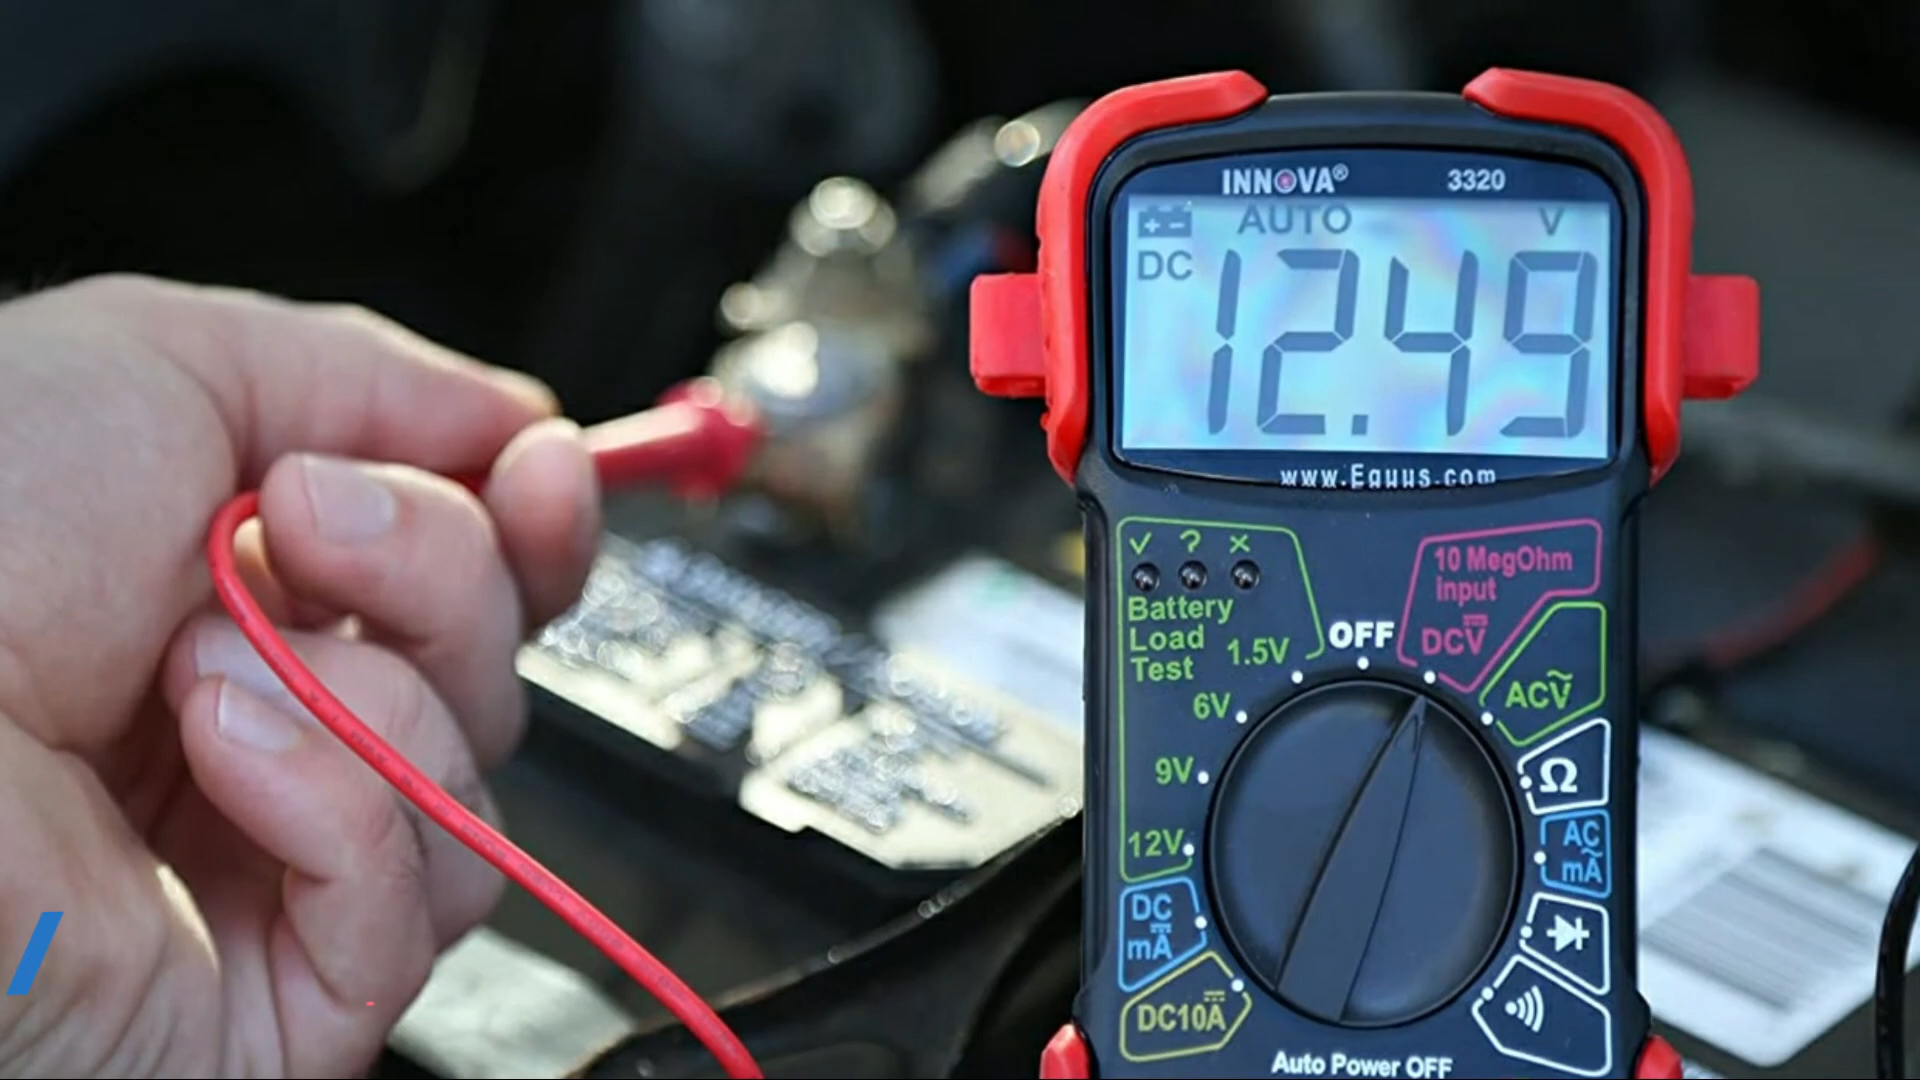 INNOVA® 3320
AUTO V
DC 12.49
www.Equus.com
✓ ? ×
Battery
Load
Test
1.5V
6V
9V
12V
DC
mA
DC10A
OFF
10 MegOhm
input
DCV
ACV
Ω
AC
mA
Auto Power OFF